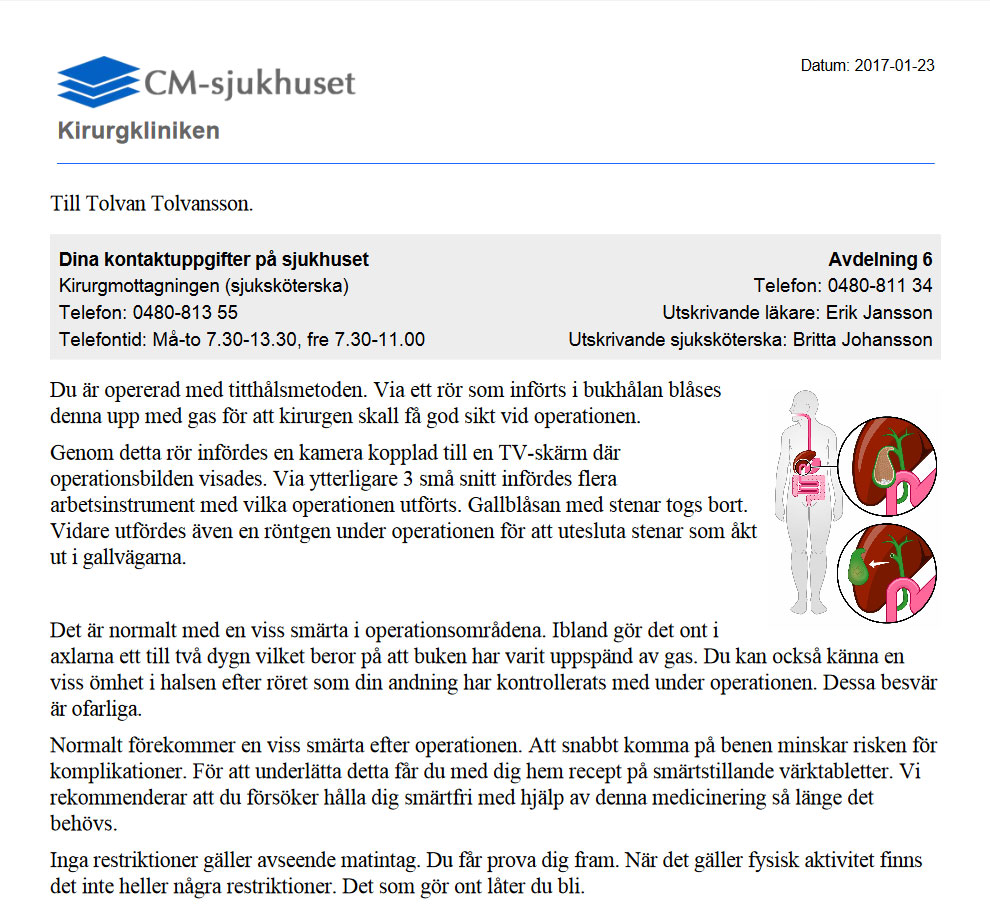 CM-sjukhuset
Kirurgkliniken
Datum: 2017-01-23
Till Tolvan Tolvansson.
Dina kontaktuppgifter på sjukhuset
Kirurgmottagningen (sjuksköterska)
Telefon: 0480-813 55
Telefontid: Må-to 7.30-13.30, fre 7.30-11.00
Avdelning 6
Telefon: 0480-811 34
Utskrivande läkare: Erik Jansson
Utskrivande sjuksköterska: Britta Johansson
Du är opererad med titthålsmetoden. Via ett rör som införts i bukhålan blåses
denna upp med gas för att kirurgen skall få god sikt vid operationen.
Genom detta rör infördes en kamera kopplad till en TV-skärm där
operationsbilden visades. Via ytterligare 3 små snitt infördes flera
arbetsinstrument med vilka operationen utförts. Gallblåsan med stenar togs bort.
Vidare utfördes även en röntgen under operationen för att utesluta stenar som åkt
ut i gallvägarna.
Det är normalt med en viss smärta i operationsområdena. Ibland gör det ont i
axlarna ett till två dygn vilket beror på att buken har varit uppspänd av gas. Du kan också känna en
viss ömhet i halsen efter röret som din andning har kontrollerats med under operationen. Dessa besvär
är ofarliga.
Normalt förekommer en viss smärta efter operationen. Att snabbt komma på benen minskar risken för
komplikationer. För att underlätta detta får du med dig hem recept på smärtstillande värktabletter. Vi
rekommenderar att du försöker hålla dig smärtfri med hjälp av denna medicinering så länge det
behövs.
Inga restriktioner gäller avseende matintag. Du får prova dig fram. När det gäller fysisk aktivitet finns
det inte heller några restriktioner. Det som gör ont låter du bli.